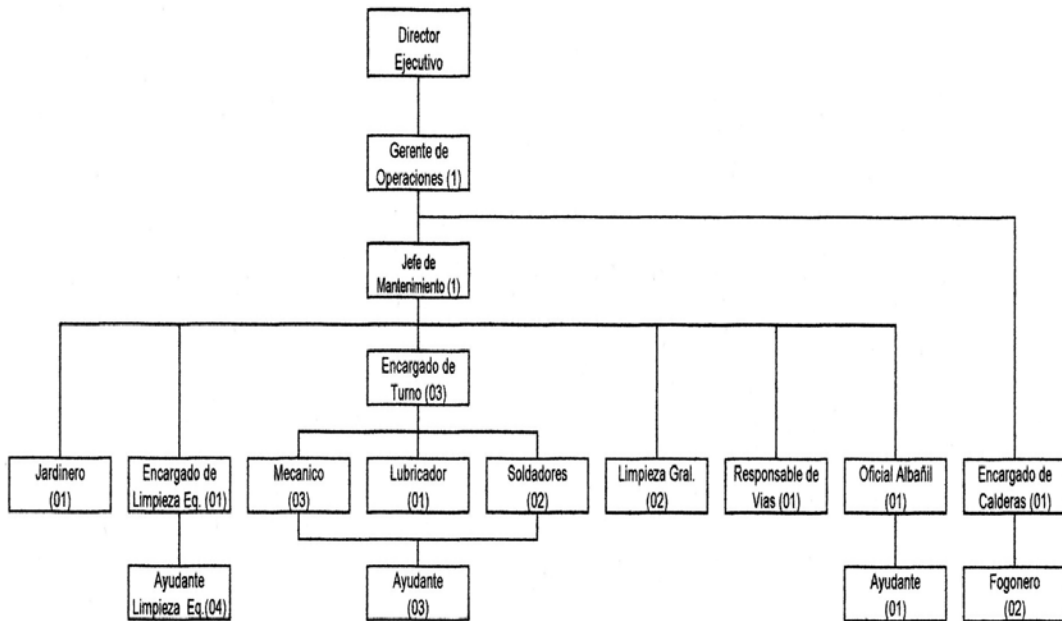 Director
Ejecutivo
Gerente de
Operaciones (1)
Jefe de
Mantenimiento (1)
Encargado de
Turno (03)
Jardinero
(01)
Encargado de
Limpieza Eq. (01)
Mecanico
(03)
Lubricador
(01)
Soldadores
(02)
Limpieza Gral.
(02)
Responsable de
Vias (01)
Oficial Albañil
(01)
Encargado de
Calderas (01)
Ayudante
Limpieza Eq.(04)
Ayudante
(03)
Ayudante
(01)
Fogonero
(02)